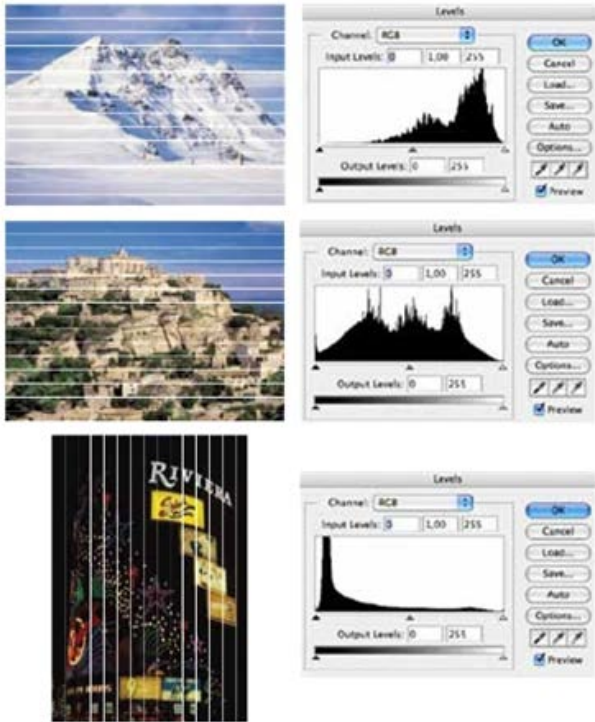 Levels
Channel: RGB
Input Levels: 0 1,00 255
OK
Cancel
Load...
Save...
Auto
Options...
Output Levels: 0 255
Preview
Levels
Channel: RGB
Input Levels: 0 1,00 255
OK
Cancel
Load...
Save...
Auto
Options...
Output Levels: 0 255
Preview
RIVIERA
Levels
Channel: RGB
Input Levels: 0 1,00 255
OK
Cancel
Load...
Save...
Auto
Options...
Output Levels: 0 255
Preview